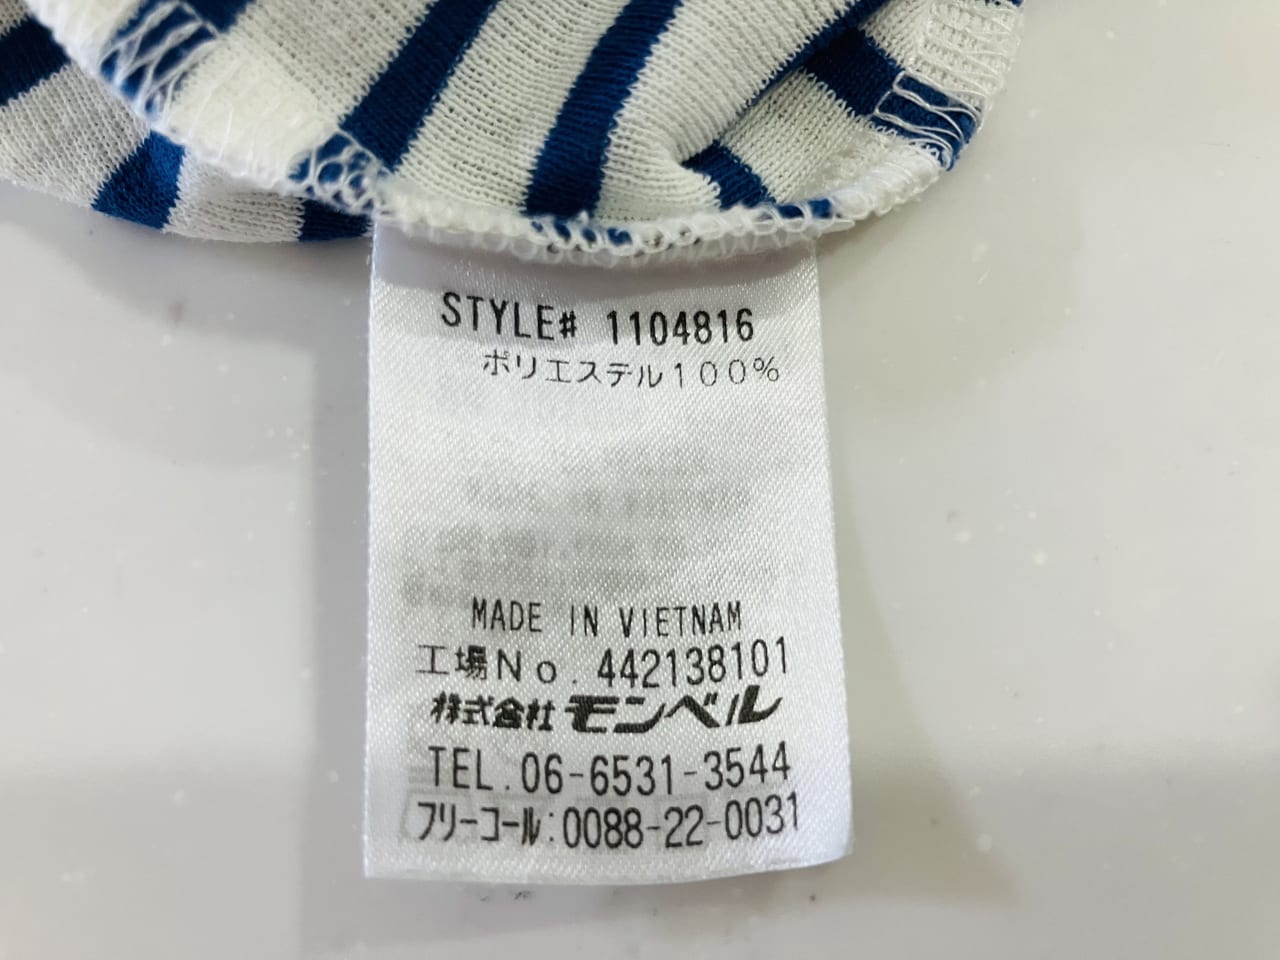 STYLE# 1104816
ポリエステル100%
MADE IN VIETNAM
工場No. 442138101
株式会社 モンベル
TEL. 06-6531-3544
フリーコール:0088-22-0031